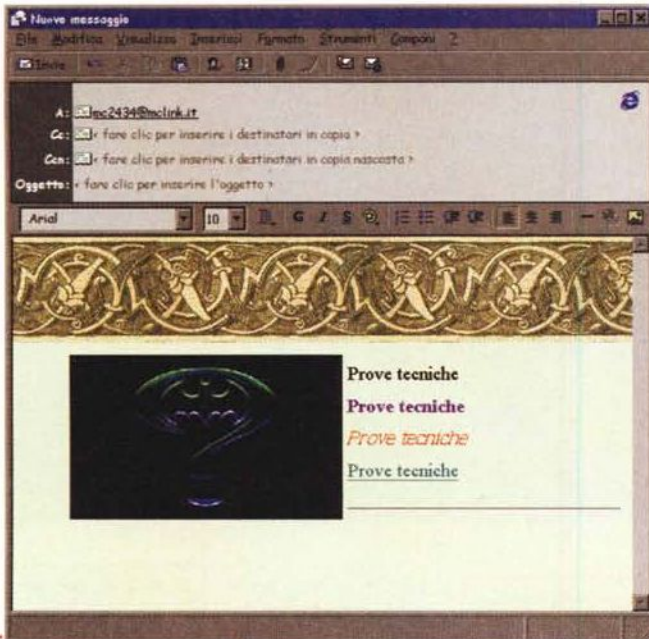 Nuovo messaggio
File Modifica Visualizza Inserisci Formato Strumenti Componi ?
Invia
A: mc2434@mclink.it
Cc: < fare clic per inserire i destinatari in copia >
Ccn: < fare clic per inserire i destinatari in copia nascosta >
Oggetto: < fare clic per inserire l'oggetto >
Arial 10 G I S
Prove tecniche
Prove tecniche
Prove tecniche
Prove tecniche